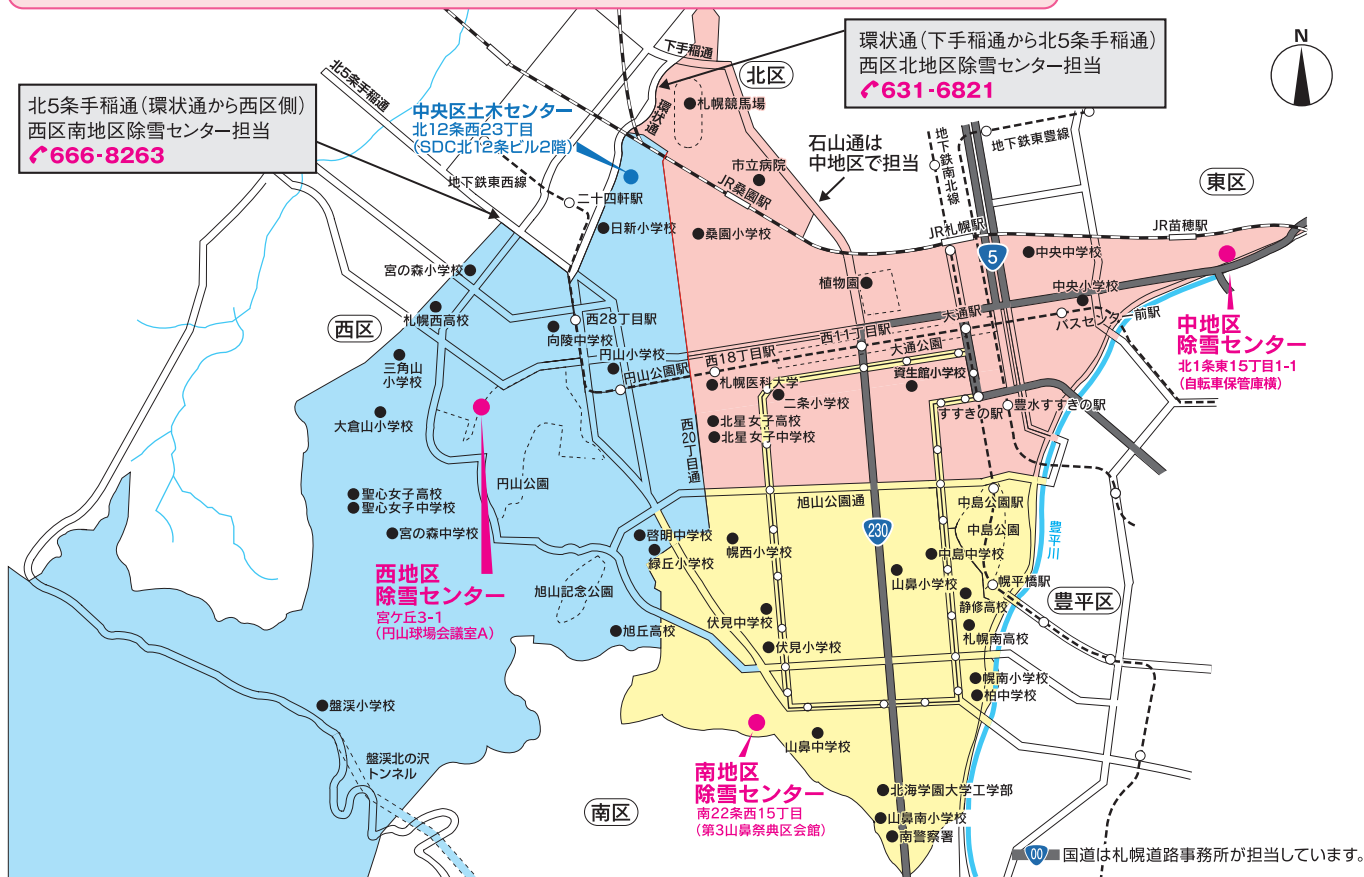 下手稲通
北区
環状通（下手稲通から北5条手稲通）
西区北地区除雪センター担当
631-6821
N
北5条手稲通（環状通から西区側）
西区南地区除雪センター担当
666-8263
北5条手稲通
中央区土木センター
北12条西23丁目
（SDC北12条ビル2階）
環状通
札幌競馬場
石山通は
中地区で担当
市立病院
JR桑園駅
地下鉄南北線
地下鉄東豊線
東区
地下鉄東西線
二十四軒駅
日新小学校
桑園小学校
JR札幌駅
JR苗穂駅
5
中央中学校
宮の森小学校
植物園
中央小学校
札幌西高校
西区
西28丁目駅
向陵中学校
大通駅
バスセンター前駅
西11丁目駅
西18丁目駅
大通公園
中地区
除雪センター
北1条東15丁目1-1
（自転車保管庫横）
円山小学校
円山公園駅
三角山
小学校
札幌医科大学
資生館小学校
二条小学校
すすきの駅
豊水すすきの駅
大倉山小学校
北星女子高校
北星女子中学校
西20丁目通
円山公園
聖心女子高校
聖心女子中学校
宮の森中学校
旭山公園通
中島公園駅
中島公園
豊平川
230
啓明中学校
緑丘小学校
幌西小学校
中島中学校
山鼻小学校
幌平橋駅
静修高校
豊平区
西地区
除雪センター
宮ケ丘3-1
（円山球場会議室A）
旭山記念公園
伏見中学校
旭丘高校
伏見小学校
札幌南高校
幌南小学校
柏中学校
盤渓小学校
山鼻中学校
盤渓北の沢
トンネル
南地区
除雪センター
南22条西15丁目
（第3山鼻祭典区会館）
南区
北海学園大学工学部
山鼻南小学校
南警察署
00 国道は札幌道路事務所が担当しています。